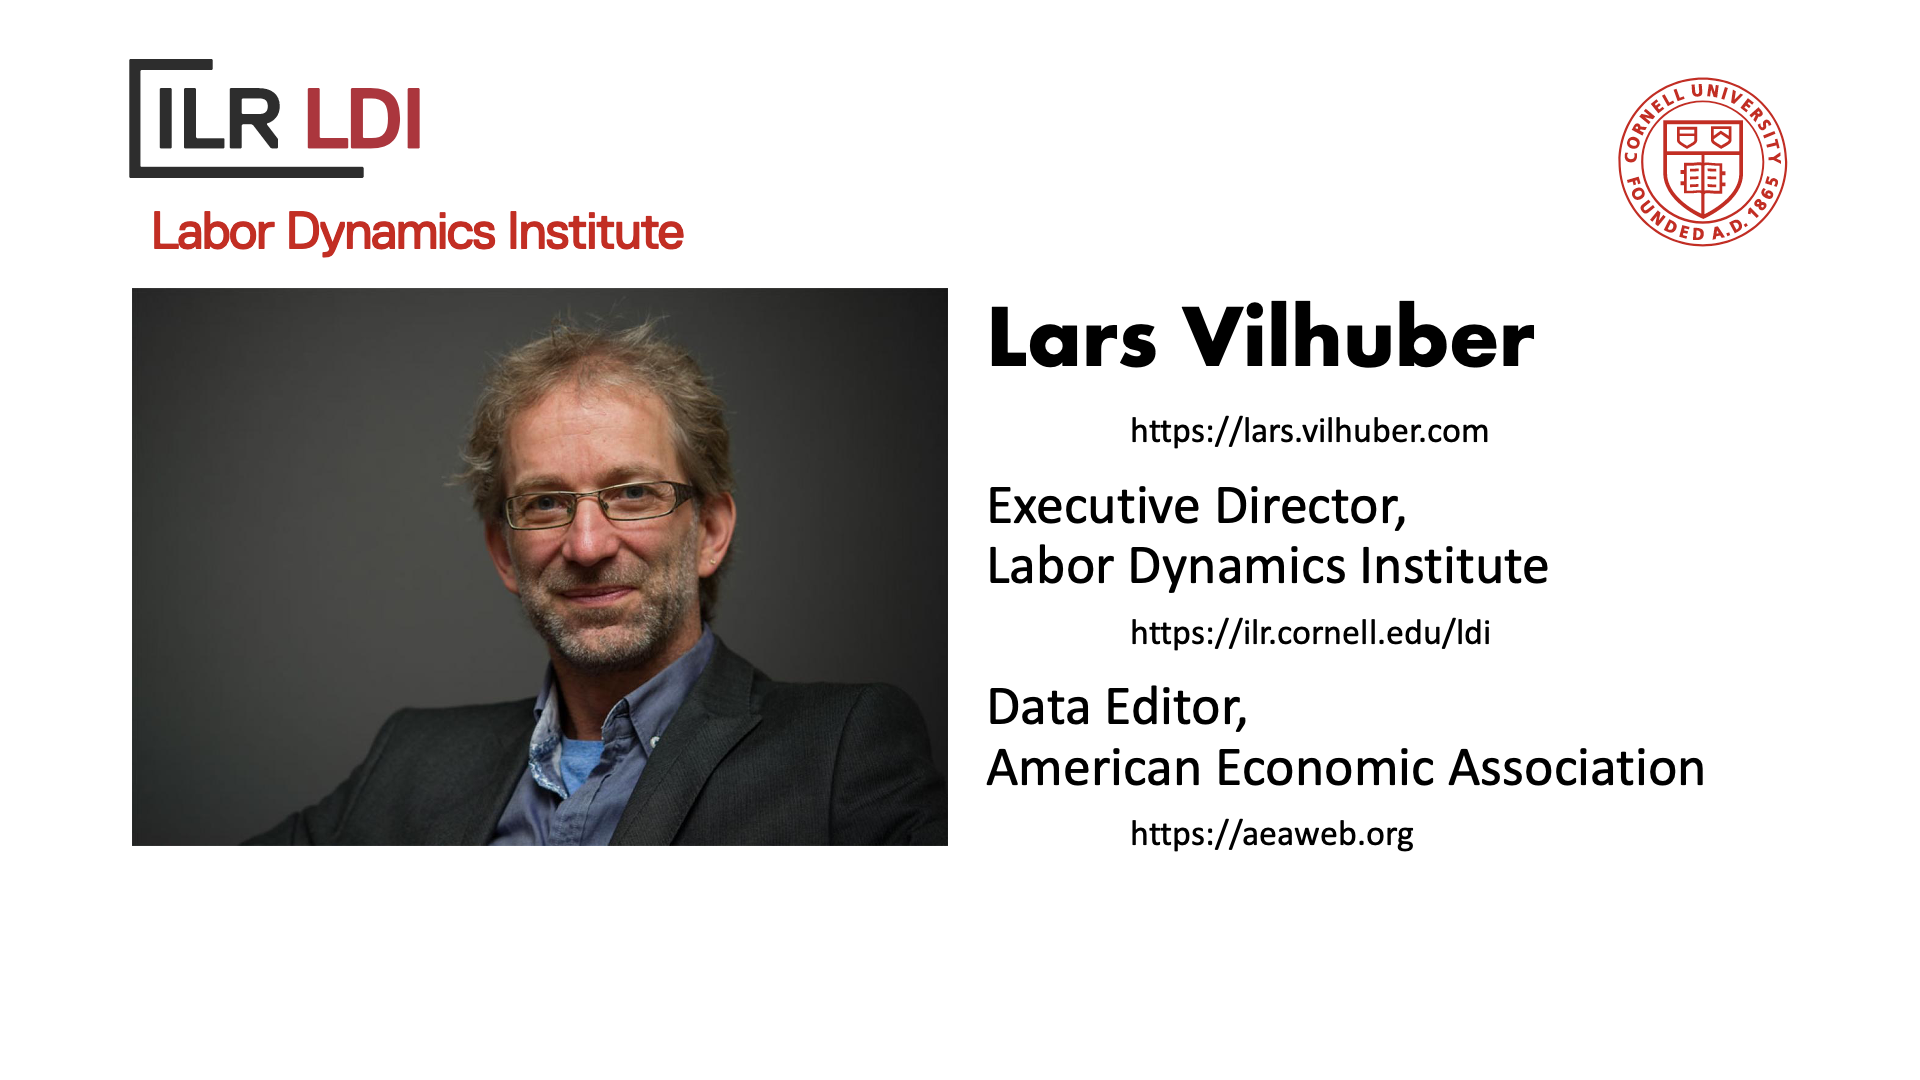 ILR LDI
Labor Dynamics Institute
CORNELL UNIVERSITY
FOUNDED A.D. 1865
Lars Vilhuber
https://lars.vilhuber.com
Executive Director,
Labor Dynamics Institute
https://ilr.cornell.edu/ldi
Data Editor,
American Economic Association
https://aeaweb.org